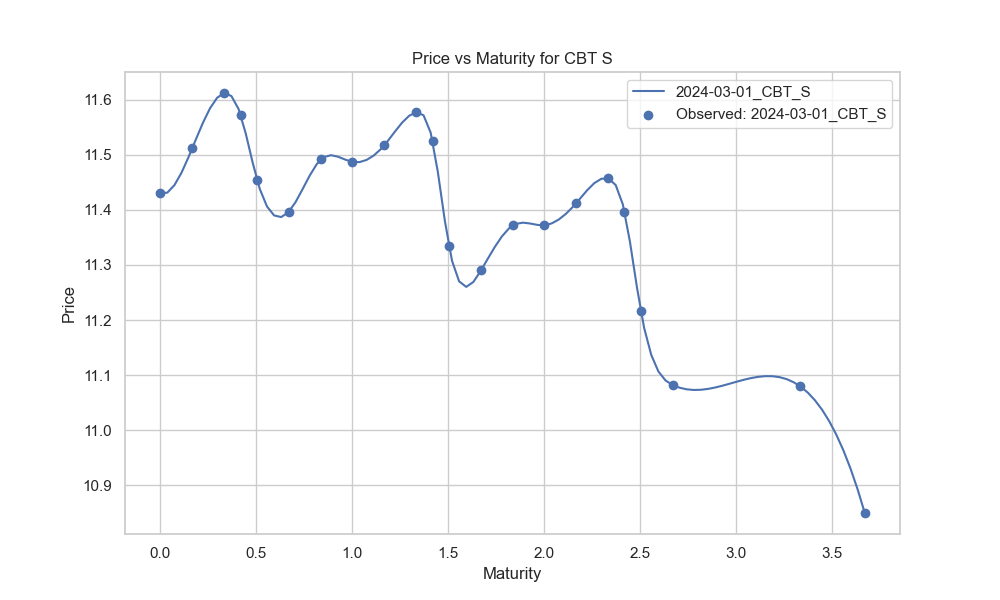 Price vs Maturity for CBT S
2024-03-01_CBT_S
Observed: 2024-03-01_CBT_S
Price
11.6
11.5
11.4
11.3
11.2
11.1
11.0
10.9
0.0 0.5 1.0 1.5 2.0 2.5 3.0 3.5
Maturity